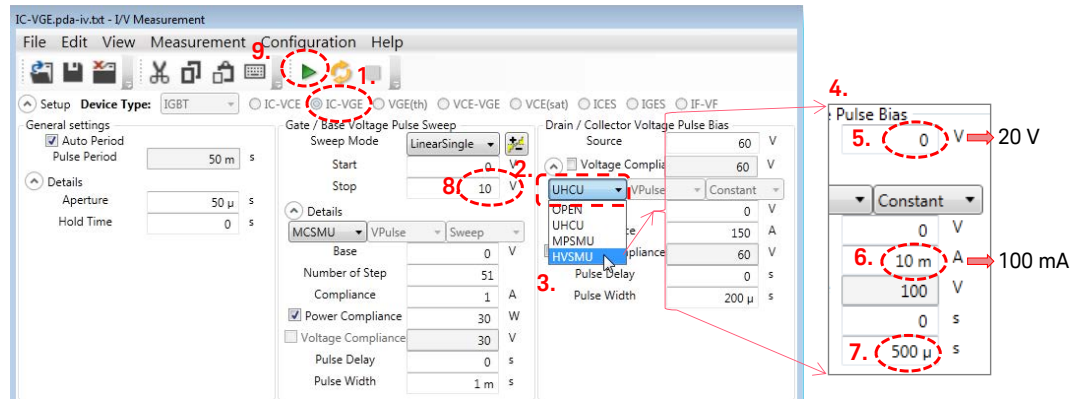 IC-VGE.pda-iv.txt - I/V Measurement
File Edit View Measurement Configuration Help
9.
1.
Setup Device Type: IGBT IC-VCE IC-VGE VGE(th) VCE-VGE VCE(sat) ICES IGES IF-VF
General settings
Auto Period
Pulse Period 50 m s
Details
Aperture 50 µ s
Hold Time 0 s
Gate / Base Voltage Pulse Sweep
Sweep Mode LinearSingle
Start 0 V
Stop 10 V
8.
Details
MCSMU VPulse Sweep
Base 0 V
Number of Step 51
Compliance 1 A
Power Compliance 30 W
Voltage Compliance 30 V
Pulse Delay 0 s
Pulse Width 1 m s
Drain / Collector Voltage Pulse Bias
Source 60 V
Voltage Complia 60 V
2.
UHCU VPulse Constant
OPEN 0 V
UHCU
MPSMU ce 150 A
HVSMU pliance 60 V
3.
Pulse Delay 0 s
Pulse Width 200 µ s
4.
Pulse Bias
5. 0 V 20 V
Constant
0 V
6. 10 m A 100 mA
100 V
0 s
7. 500 µ s